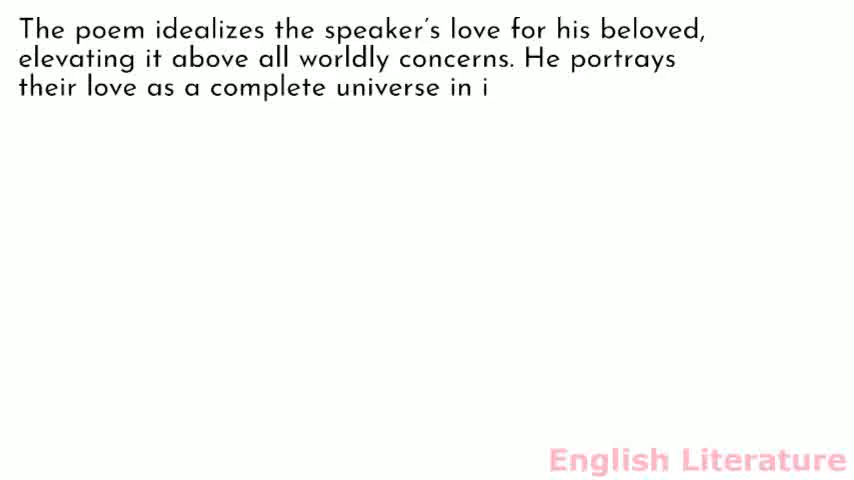 The poem idealizes the speaker's love for his beloved,
elevating it above all worldly concerns. He portrays
their love as a complete universe in i
English Literature